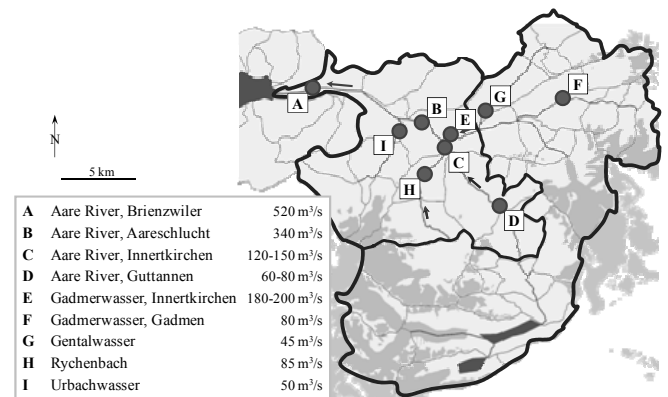 A
B
E
G
F
I
C
H
D
N
5 km
A Aare River, Brienzwiler 520 m³/s
B Aare River, Aareschlucht 340 m³/s
C Aare River, Innertkirchen 120-150 m³/s
D Aare River, Guttannen 60-80 m³/s
E Gadmerwasser, Innertkirchen 180-200 m³/s
F Gadmerwasser, Gadmen 80 m³/s
G Gentalwasser 45 m³/s
H Rychenbach 85 m³/s
I Urbachwasser 50 m³/s